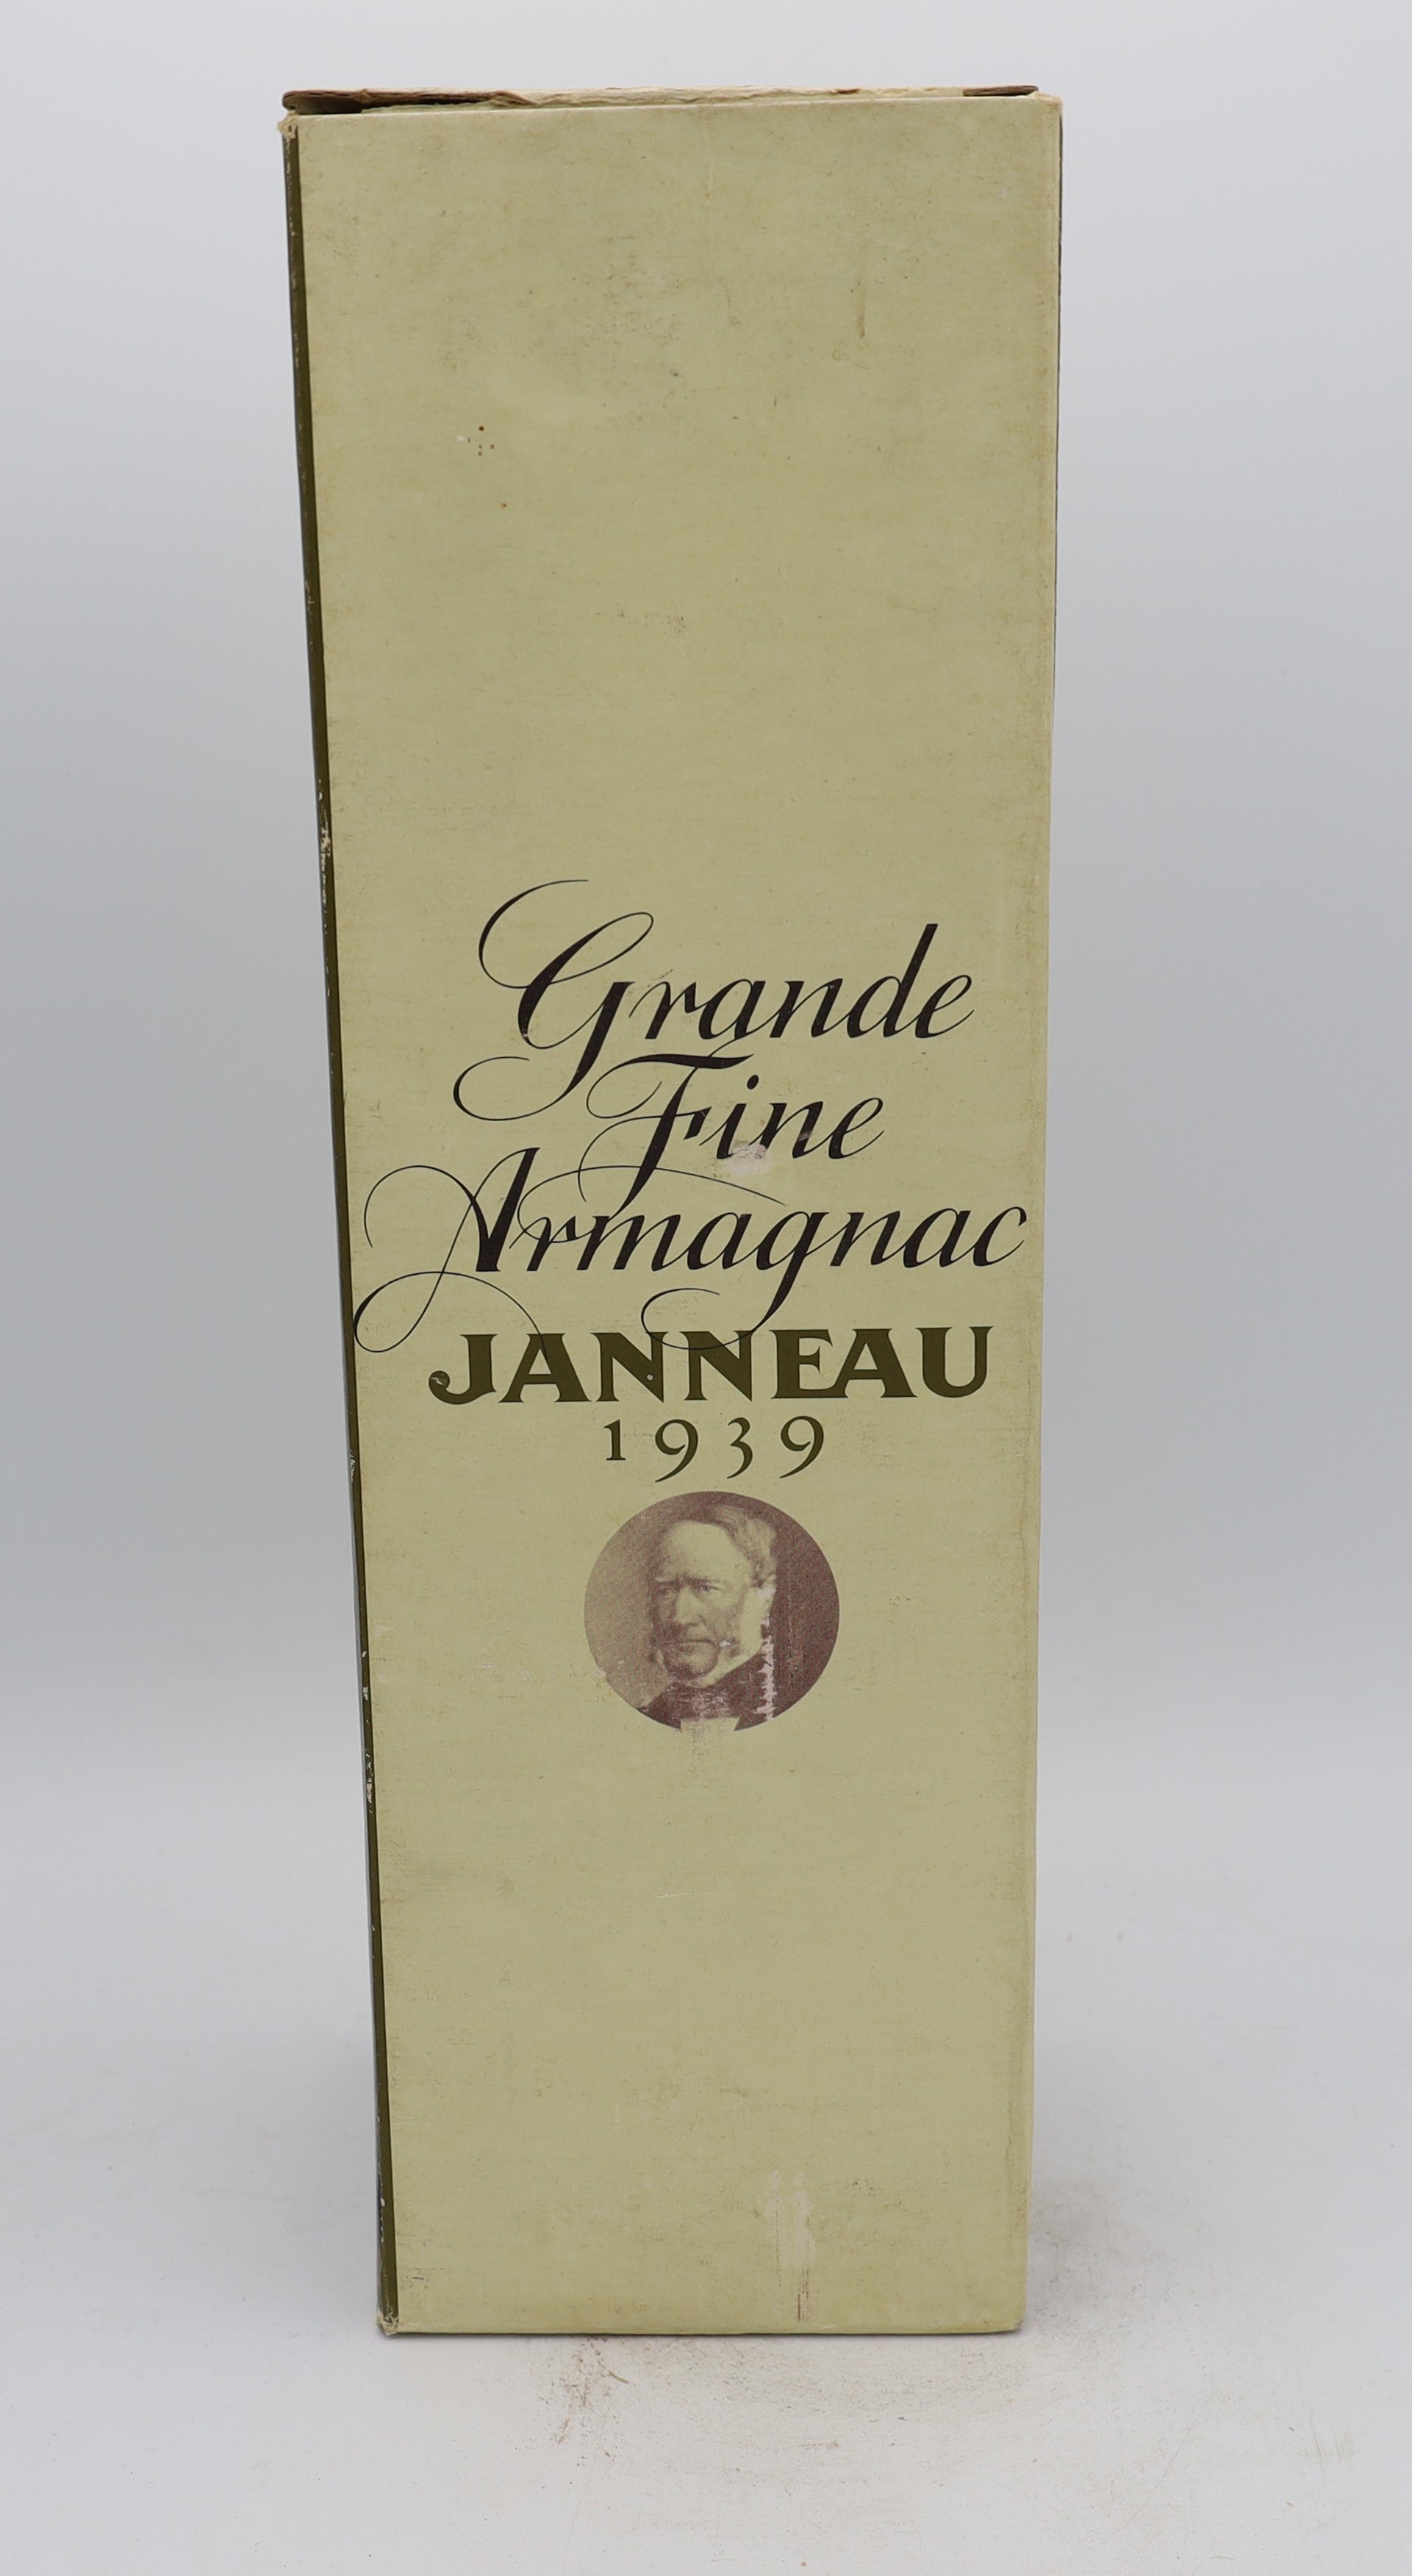 Grande
Fine
Armagnac
JANNEAU
1939